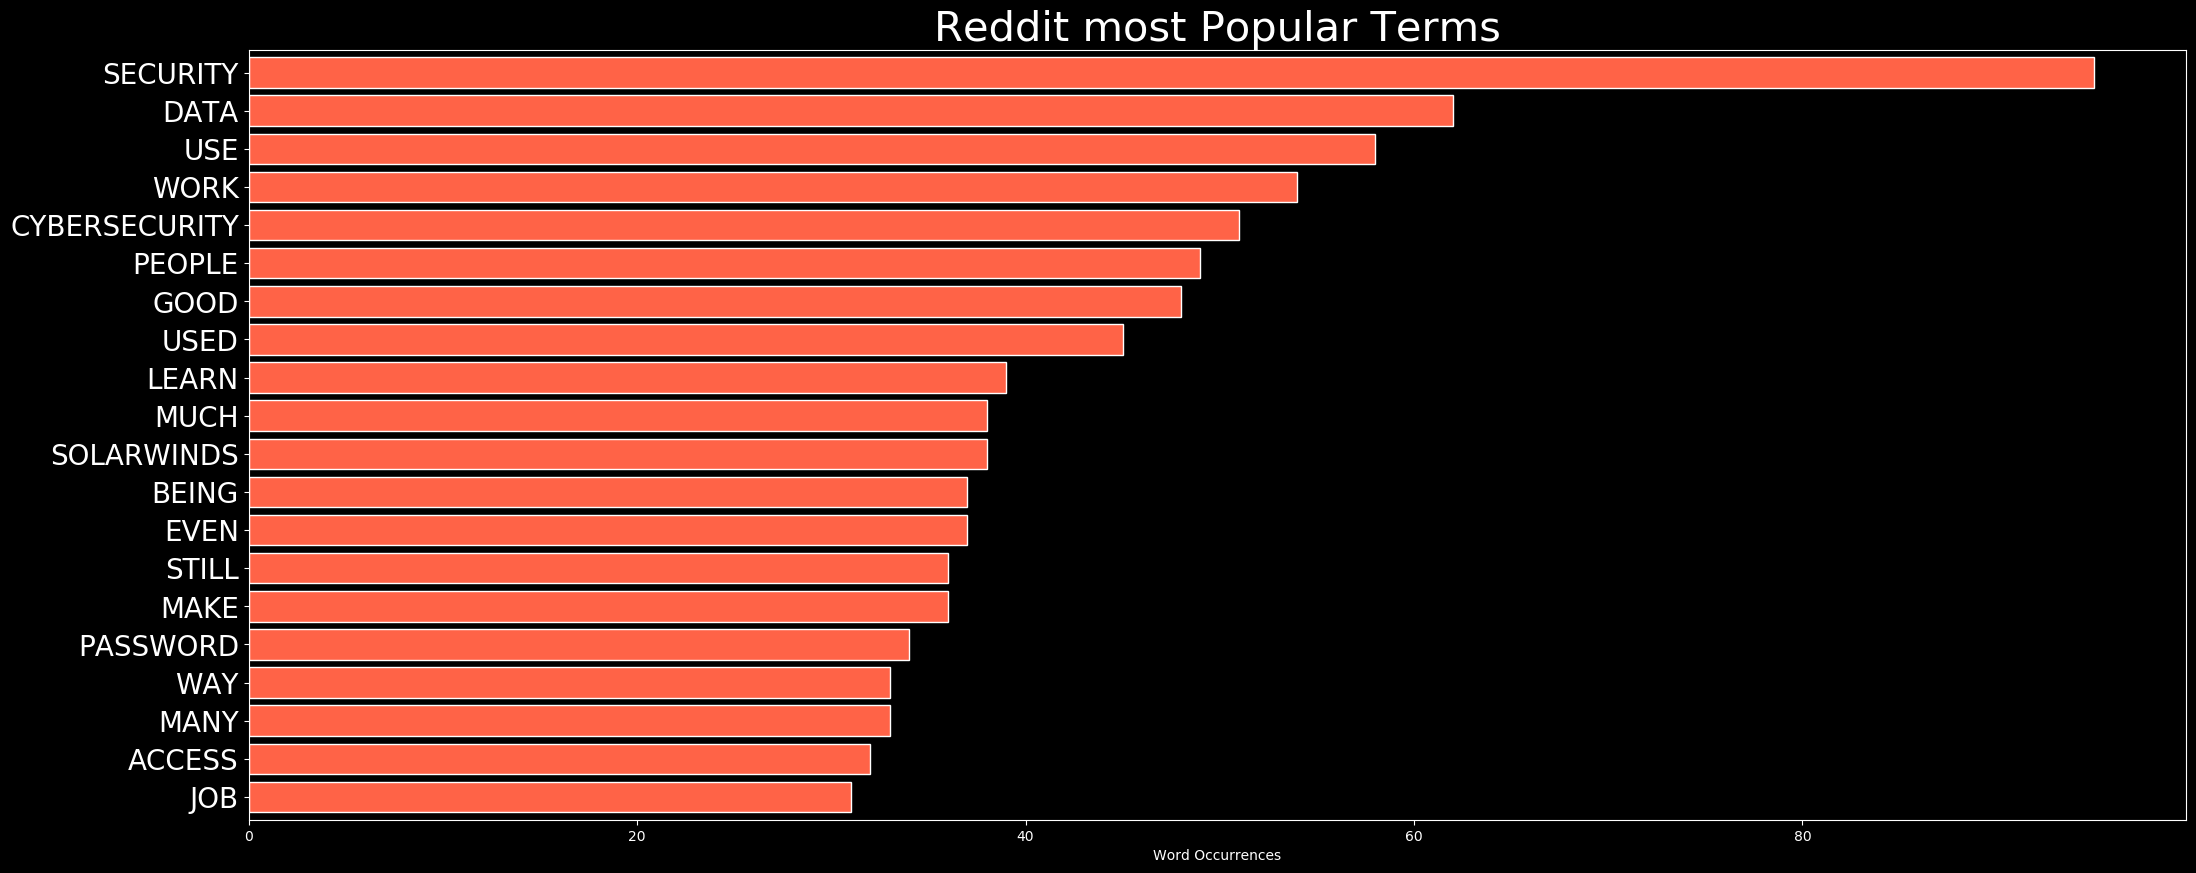 Reddit most Popular Terms
SECURITY
DATA
USE
WORK
CYBERSECURITY
PEOPLE
GOOD
USED
LEARN
MUCH
SOLARWINDS
BEING
EVEN
STILL
MAKE
PASSWORD
WAY
MANY
ACCESS
JOB
0 20 40 60 80
Word Occurrences